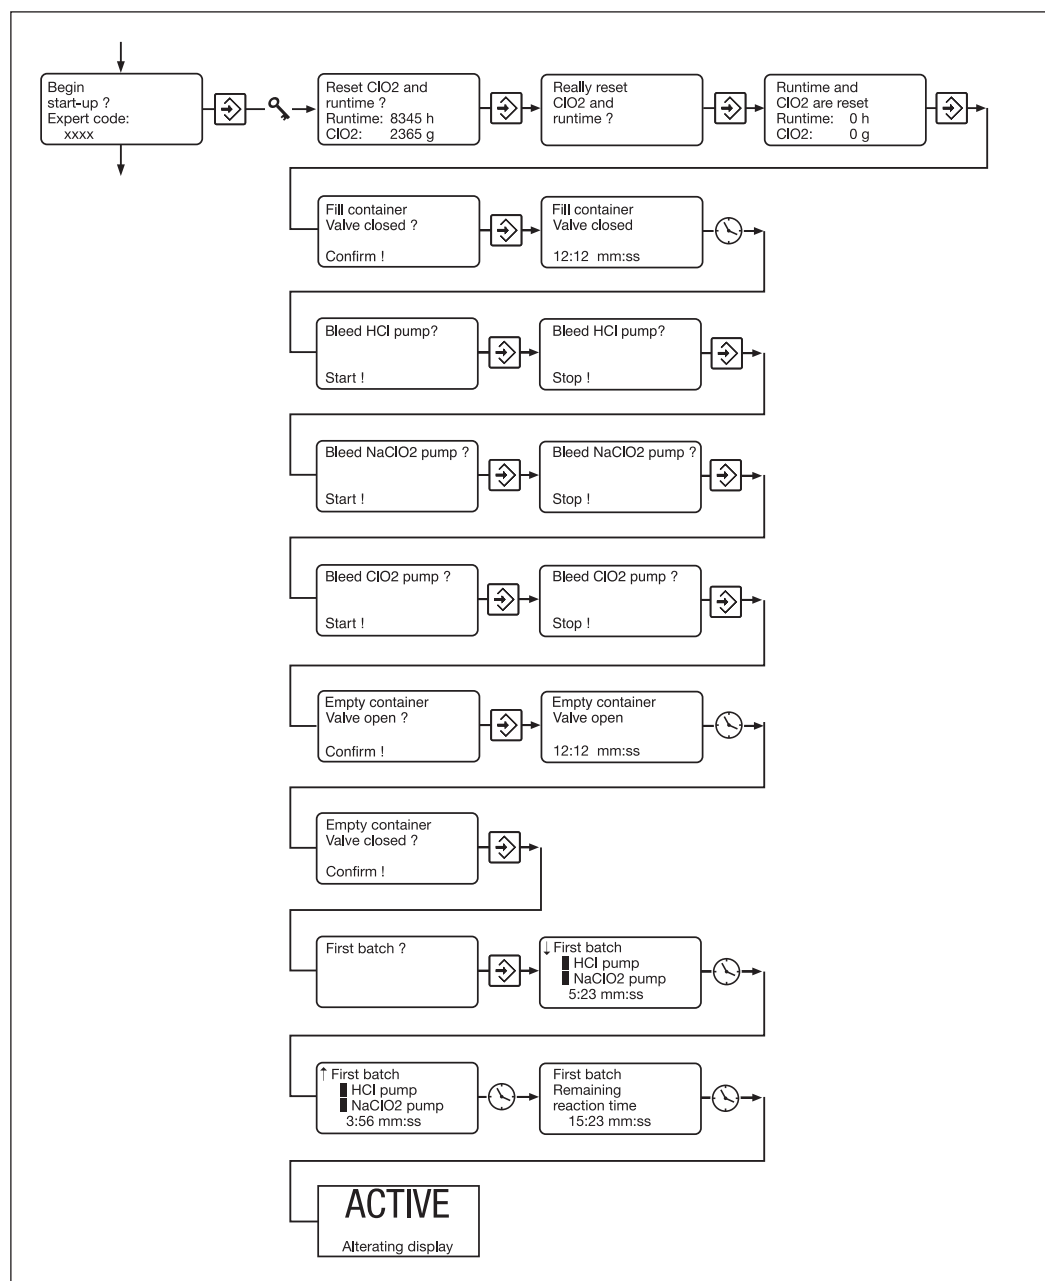 Begin
start-up ?
Expert code:
xxxx
Reset ClO2 and
runtime ?
Runtime: 8345 h
ClO2: 2365 g
Really reset
ClO2 and
runtime ?
Runtime and
ClO2 are reset
Runtime: 0 h
ClO2: 0 g
Fill container
Valve closed ?
Confirm !
Fill container
Valve closed
12:12 mm:ss
Bleed HCl pump?
Start !
Bleed HCl pump?
Stop !
Bleed NaClO2 pump ?
Start !
Bleed NaClO2 pump ?
Stop !
Bleed ClO2 pump ?
Start !
Bleed ClO2 pump ?
Stop !
Empty container
Valve open ?
Confirm !
Empty container
Valve open
12:12 mm:ss
Empty container
Valve closed ?
Confirm !
First batch ?
↓ First batch
HCl pump
NaClO2 pump
5:23 mm:ss
↑ First batch
HCl pump
NaClO2 pump
3:56 mm:ss
First batch
Remaining
reaction time
15:23 mm:ss
ACTIVE
Alterating display